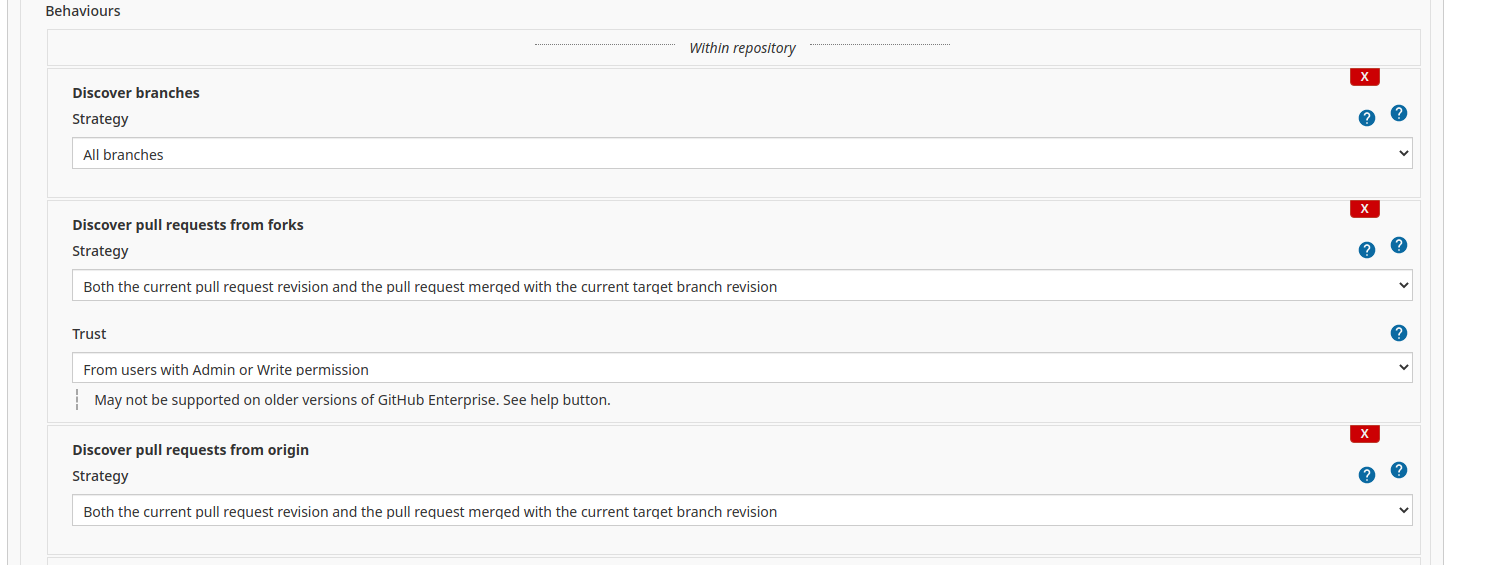 Behaviours
Within repository
X
Discover branches
Strategy
?
?
All branches
X
Discover pull requests from forks
Strategy
?
?
Both the current pull request revision and the pull request merged with the current target branch revision
Trust
?
From users with Admin or Write permission
May not be supported on older versions of GitHub Enterprise. See help button.
X
Discover pull requests from origin
Strategy
?
?
Both the current pull request revision and the pull request merged with the current target branch revision